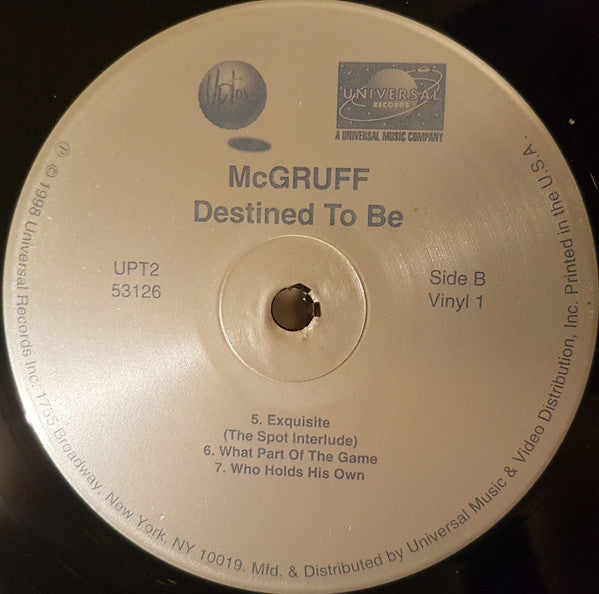 Uptown
UNIVERSAL
RECORDS
A UNIVERSAL MUSIC COMPANY
McGRUFF
Destined To Be
UPT2
53126
Side B
Vinyl 1
5. Exquisite
(The Spot Interlude)
6. What Part Of The Game
7. Who Holds His Own
℗ © 1998 Universal Records Inc. 1755 Broadway, New York, NY 10019. Mfd. & Distributed by Universal Music & Video Distribution, Inc. Printed in the U.S.A.